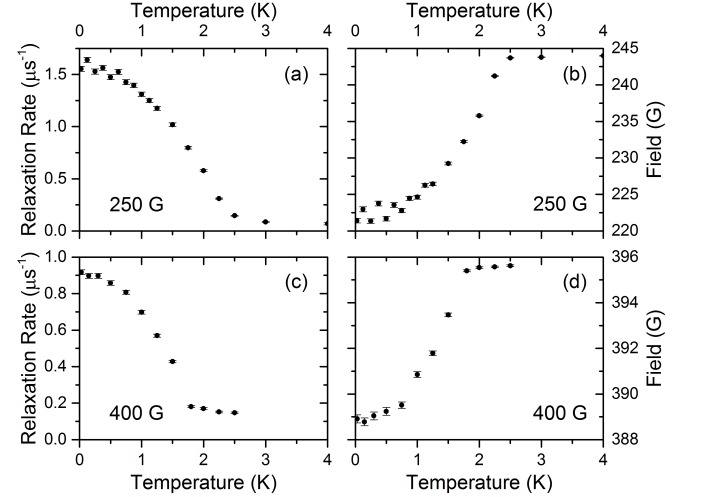 Temperature (K) Temperature (K)
0 1 2 3 4 0 1 2 3 4
Relaxation Rate (μs⁻¹)
1.5
1.0
0.5
0.0
(a)
250 G
(b)
250 G
245
240
235
230
225
220
Field (G)
Relaxation Rate (μs⁻¹)
1.0
0.8
0.6
0.4
0.2
0.0
(c)
400 G
(d)
400 G
396
394
392
390
388
Field (G)
0 1 2 3 4 0 1 2 3 4
Temperature (K) Temperature (K)